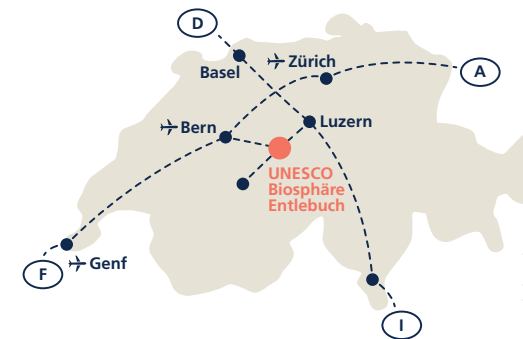 D
Zürich
Basel
A
Luzern
Bern
UNESCO
Biosphäre
Entlebuch
Genf
F
I